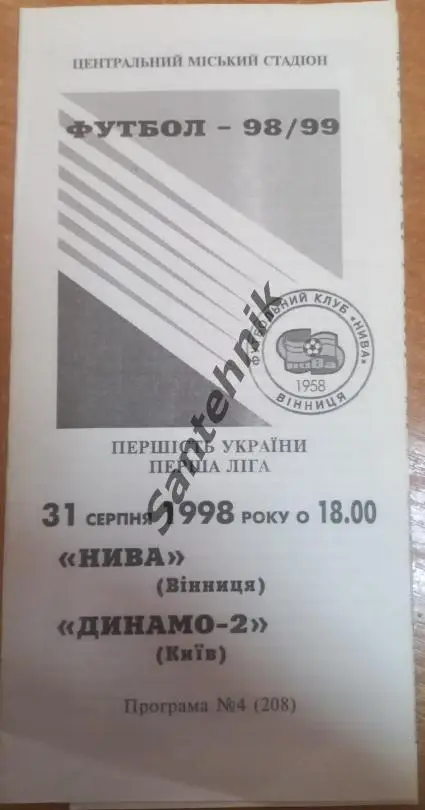 ЦЕНТРАЛЬНИЙ МІСЬКИЙ СТАДІОН
ФУТБОЛ - 98/99
ФУТБОЛЬНИЙ КЛУБ «НИВА»
НИВА
1958
ВІННИЦЯ
ПЕРШІСТЬ УКРАЇНИ
ПЕРША ЛІГА
31 СЕРПНЯ 1998 РОКУ О 18.00
«НИВА»
(Вінниця)
«ДИНАМО-2»
(Київ)
Програма №4 (208)
Santehnik